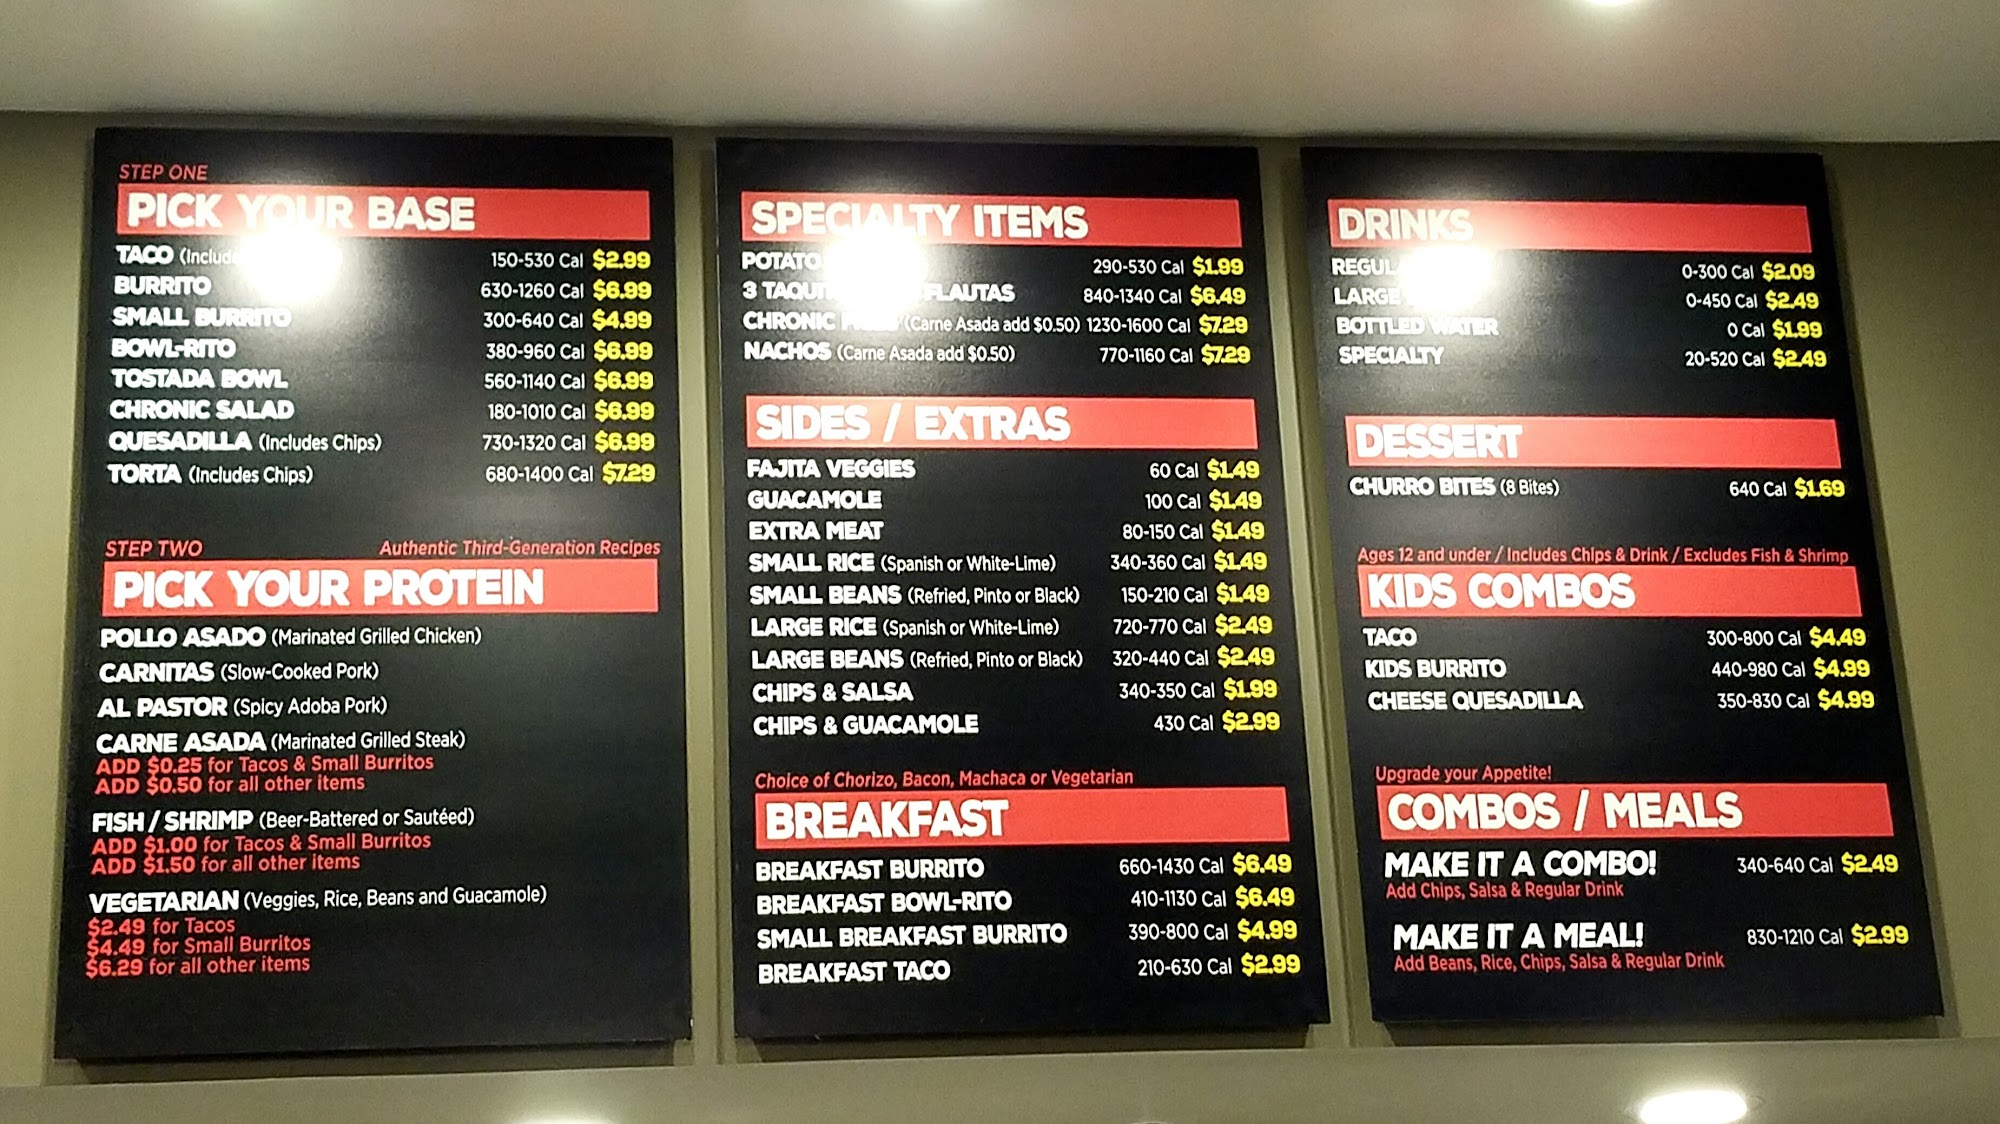 STEP ONE
PICK YOUR BASE
TACO (Include 150-530 Cal $2.99
BURRITO 630-1260 Cal $6.99
SMALL BURRITO 300-640 Cal $4.99
BOWL-RITO 380-960 Cal $6.99
TOSTADA BOWL 560-1140 Cal $6.99
CHRONIC SALAD 180-1010 Cal $6.99
QUESADILLA (Includes Chips) 730-1320 Cal $6.99
TORTA (Includes Chips) 680-1400 Cal $7.29
STEP TWO Authentic Third-Generation Recipes
PICK YOUR PROTEIN
POLLO ASADO (Marinated Grilled Chicken)
CARNITAS (Slow-Cooked Pork)
AL PASTOR (Spicy Adoba Pork)
CARNE ASADA (Marinated Grilled Steak)
ADD $0.25 for Tacos & Small Burritos
ADD $0.50 for all other items
FISH / SHRIMP (Beer-Battered or Sautéed)
ADD $1.00 for Tacos & Small Burritos
ADD $1.50 for all other items
VEGETARIAN (Veggies, Rice, Beans and Guacamole)
$2.49 for Tacos
$4.49 for Small Burritos
$6.29 for all other items
SPECIALTY ITEMS
POTATO 290-530 Cal $1.99
3 TAQUIT FLAUTAS 840-1340 Cal $6.49
CHRONIC (Carne Asada add $0.50) 1230-1600 Cal $7.29
NACHOS (Carne Asada add $0.50) 770-1160 Cal $7.29
SIDES / EXTRAS
FAJITA VEGGIES 60 Cal $1.49
GUACAMOLE 100 Cal $1.49
EXTRA MEAT 80-150 Cal $1.49
SMALL RICE (Spanish or White-Lime) 340-360 Cal $1.49
SMALL BEANS (Refried, Pinto or Black) 150-210 Cal $1.49
LARGE RICE (Spanish or White-Lime) 720-770 Cal $2.49
LARGE BEANS (Refried, Pinto or Black) 320-440 Cal $2.49
CHIPS & SALSA 340-350 Cal $1.99
CHIPS & GUACAMOLE 430 Cal $2.99
Choice of Chorizo, Bacon, Machaca or Vegetarian
BREAKFAST
BREAKFAST BURRITO 660-1430 Cal $6.49
BREAKFAST BOWL-RITO 410-1130 Cal $6.49
SMALL BREAKFAST BURRITO 390-800 Cal $4.99
BREAKFAST TACO 210-630 Cal $2.99
DRINKS
REGUL 0-300 Cal $2.09
LARGE 0-450 Cal $2.49
BOTTLED WATER 0 Cal $1.99
SPECIALTY 20-520 Cal $2.49
DESSERT
CHURRO BITES (8 Bites) 640 Cal $1.69
Ages 12 and under / Includes Chips & Drink / Excludes Fish & Shrimp
KIDS COMBOS
TACO 300-800 Cal $4.49
KIDS BURRITO 440-980 Cal $4.99
CHEESE QUESADILLA 350-830 Cal $4.99
Upgrade your Appetite!
COMBOS / MEALS
MAKE IT A COMBO! 340-640 Cal $2.49
Add Chips, Salsa & Regular Drink
MAKE IT A MEAL! 830-1210 Cal $2.99
Add Beans, Rice, Chips, Salsa & Regular Drink